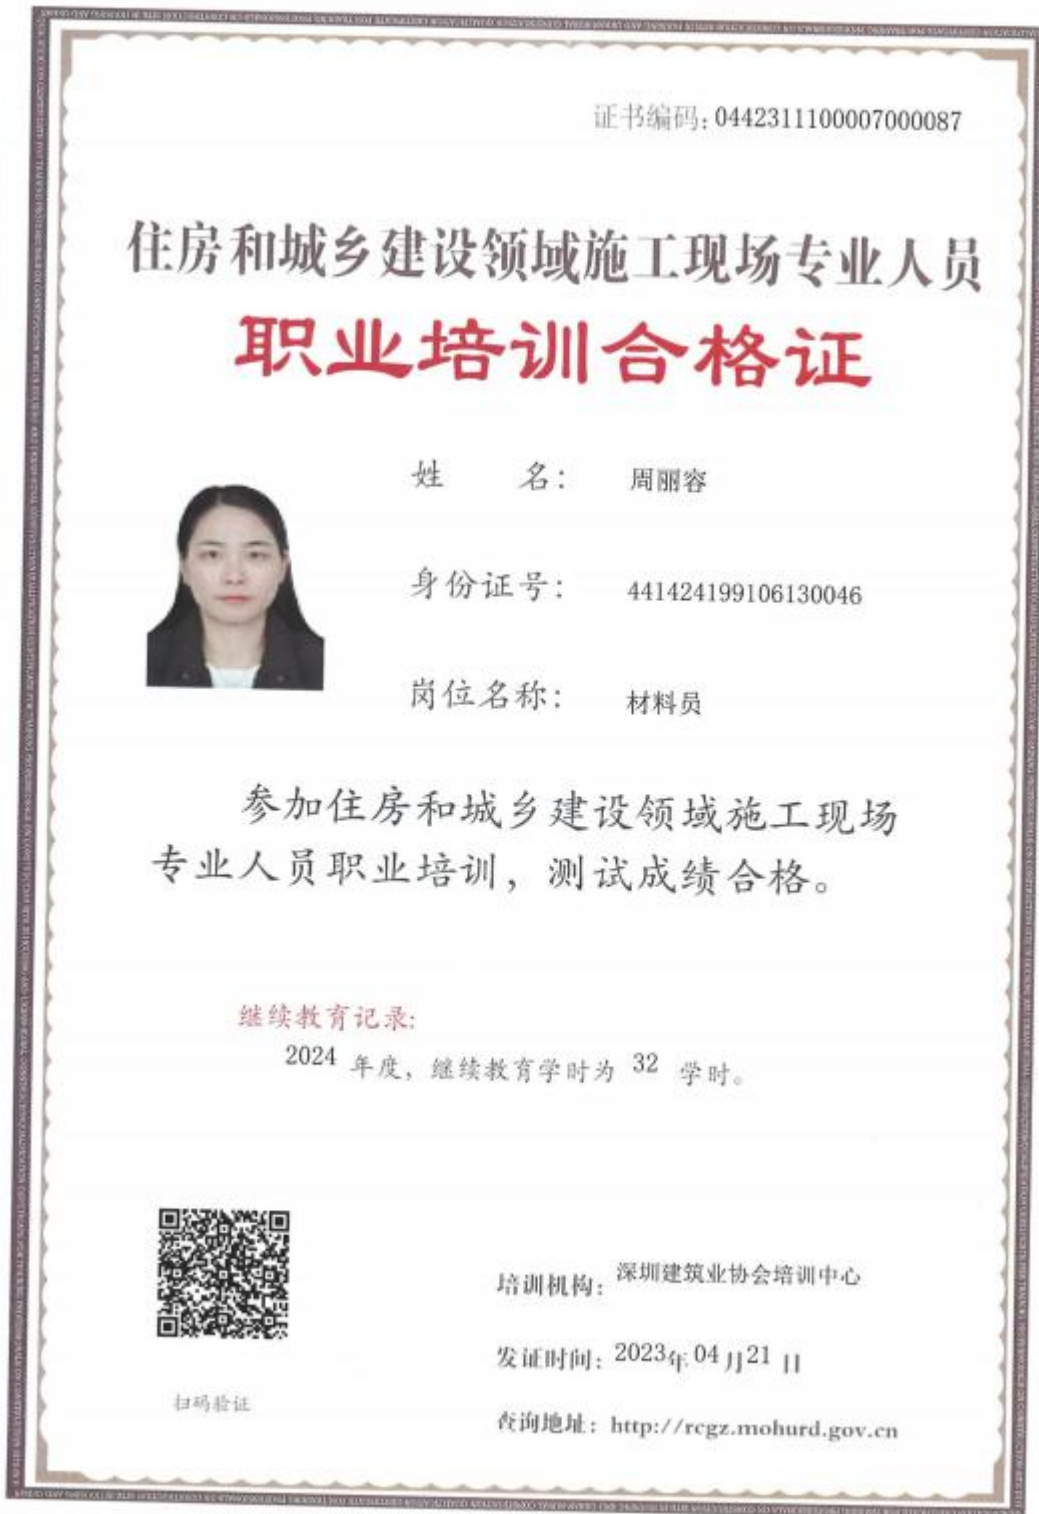 证书编码:0442311100007000087
住房和城乡建设领域施工现场专业人员
职业培训合格证
姓 名: 周丽容
身份证号: 441424199106130046
岗位名称: 材料员
参加住房和城乡建设领域施工现场
专业人员职业培训，测试成绩合格。
继续教育记录:
2024 年度，继续教育学时为 32 学时。
培训机构: 深圳建筑业协会培训中心
发证时间: 2023年04月21日
扫码验证
查询地址: http://rcgz.mohurd.gov.cn